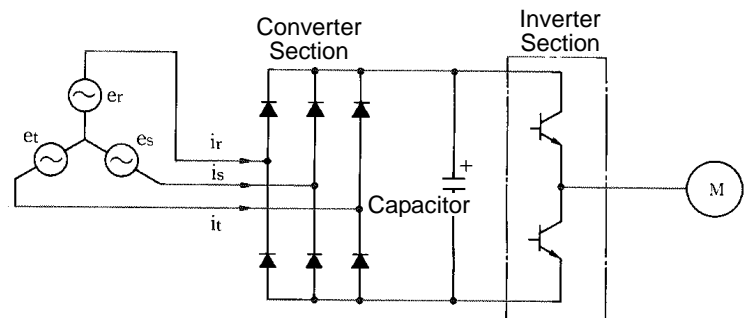 Converter
Section
Inverter
Section
er
et
es
ir
is
it
+
Capacitor
M